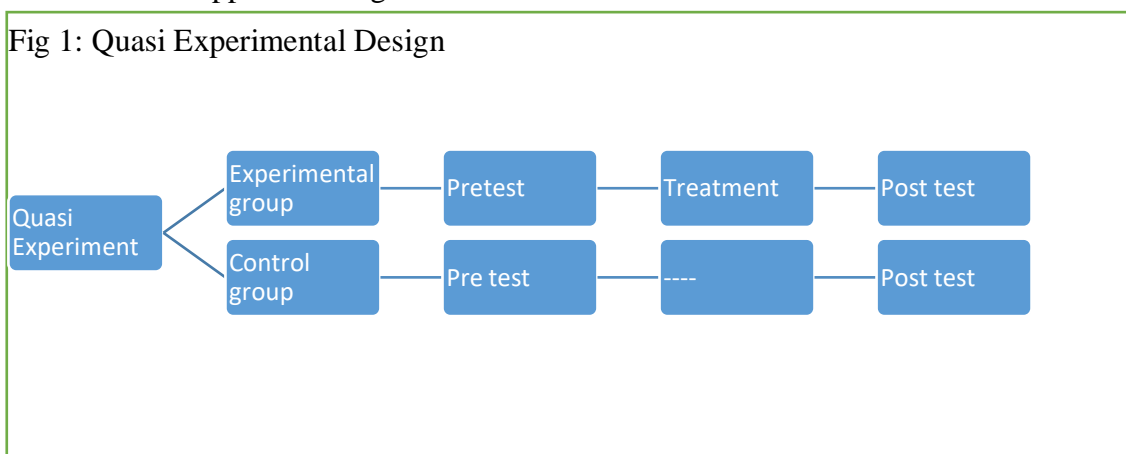 Fig 1: Quasi Experimental Design
Quasi
Experiment
Experimental
group
Pretest
Treatment
Post test
Control
group
Pre test
----
Post test